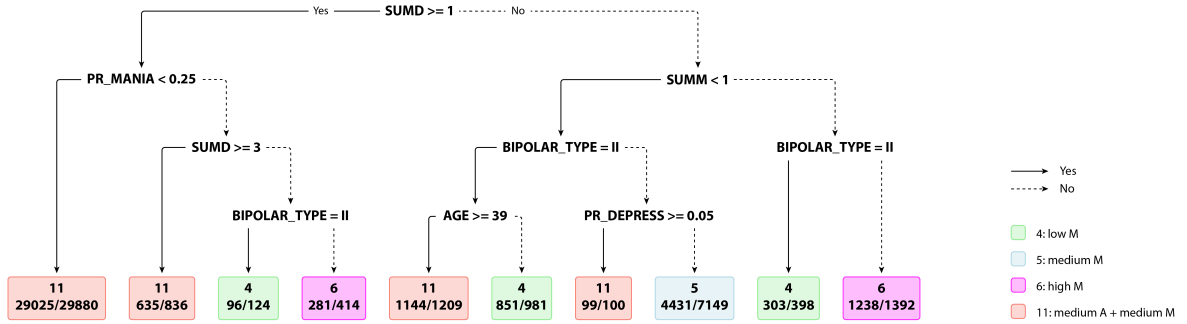 Yes
SUMD >= 1
No
PR_MANIA < 0.25
SUMM < 1
SUMD >= 3
BIPOLAR_TYPE = II
BIPOLAR_TYPE = II
BIPOLAR_TYPE = II
AGE >= 39
PR_DEPRESS >= 0.05
11
29025/29880
11
635/836
4
96/124
6
281/414
11
1144/1209
4
851/981
11
99/100
5
4431/7149
4
303/398
6
1238/1392
Yes
No
4: low M
5: medium M
6: high M
11: medium A + medium M